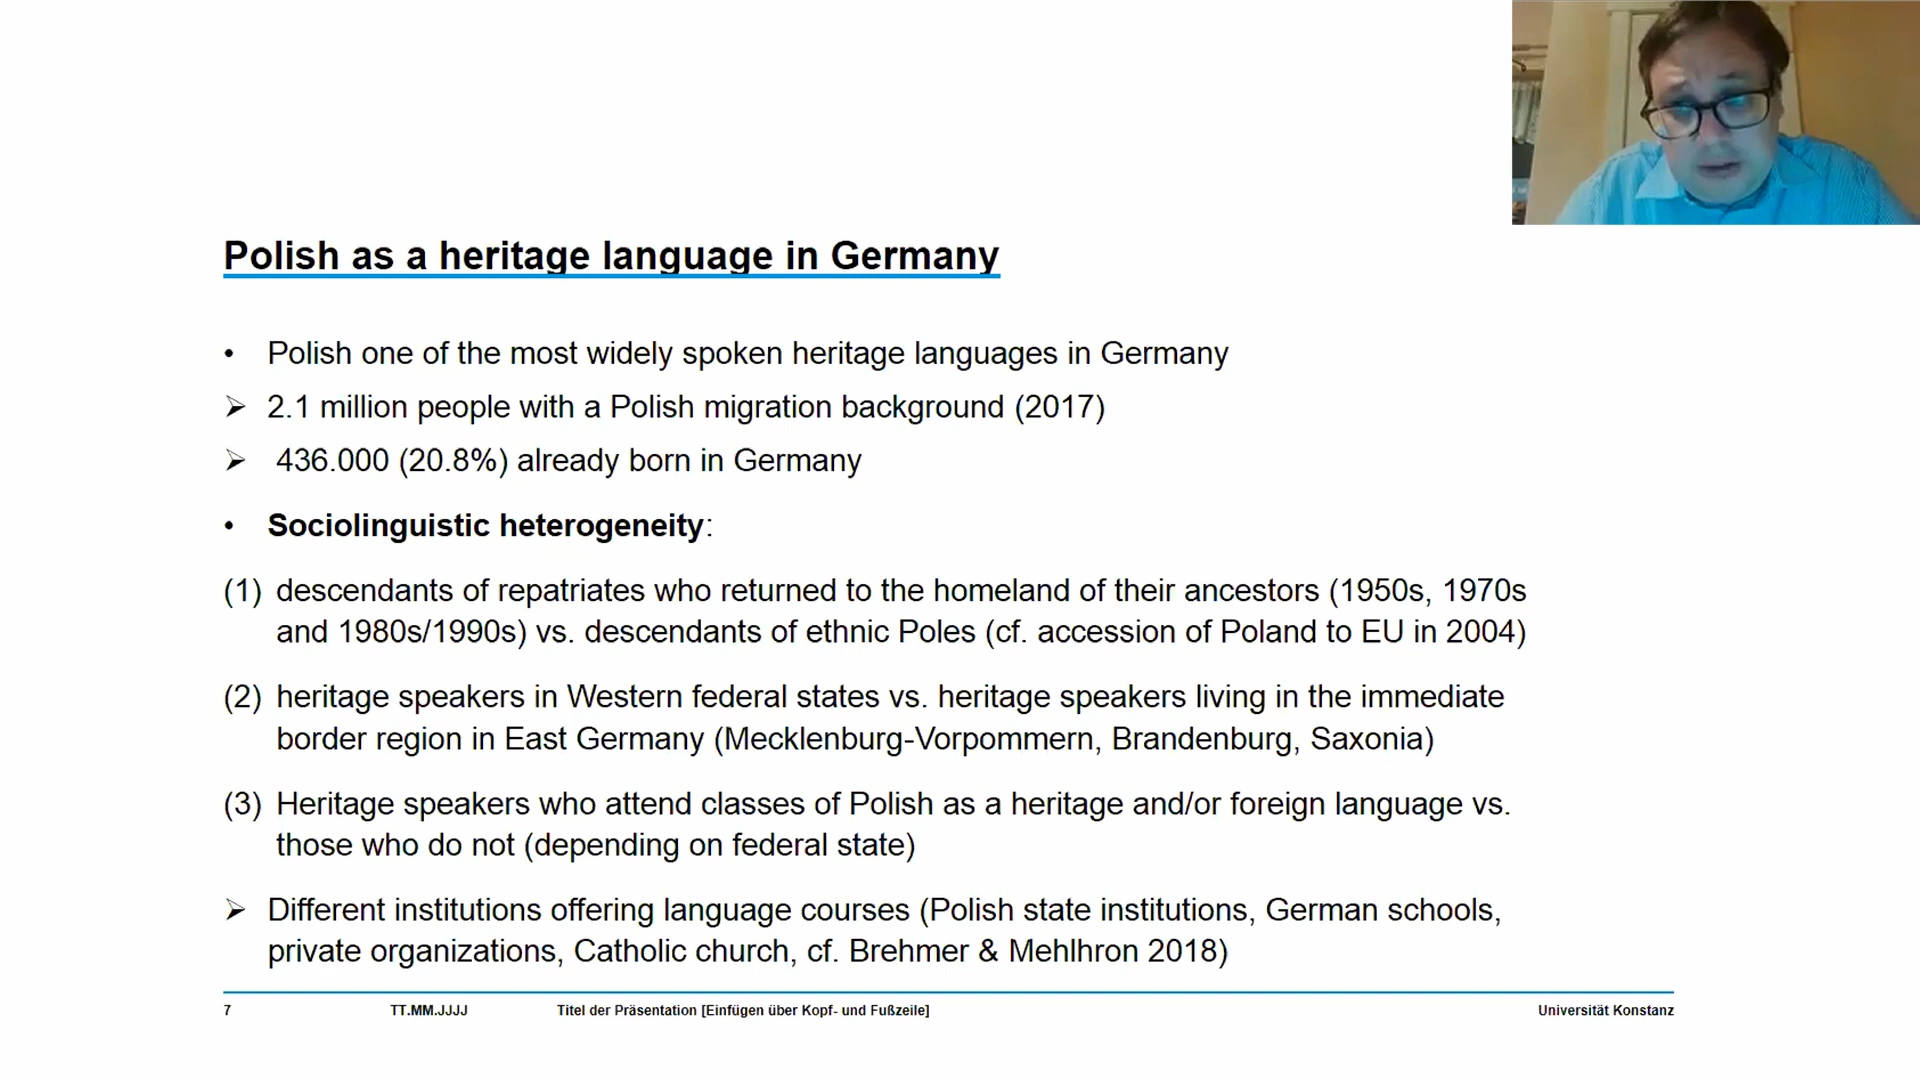 Polish as a heritage language in Germany
• Polish one of the most widely spoken heritage languages in Germany
➢ 2.1 million people with a Polish migration background (2017)
➢ 436.000 (20.8%) already born in Germany
• Sociolinguistic heterogeneity:
(1) descendants of repatriates who returned to the homeland of their ancestors (1950s, 1970s
and 1980s/1990s) vs. descendants of ethnic Poles (cf. accession of Poland to EU in 2004)
(2) heritage speakers in Western federal states vs. heritage speakers living in the immediate
border region in East Germany (Mecklenburg-Vorpommern, Brandenburg, Saxonia)
(3) Heritage speakers who attend classes of Polish as a heritage and/or foreign language vs.
those who do not (depending on federal state)
➢ Different institutions offering language courses (Polish state institutions, German schools,
private organizations, Catholic church, cf. Brehmer & Mehlhron 2018)
7 TT.MM.JJJJ Titel der Präsentation [Einfügen über Kopf- und Fußzeile] Universität Konstanz